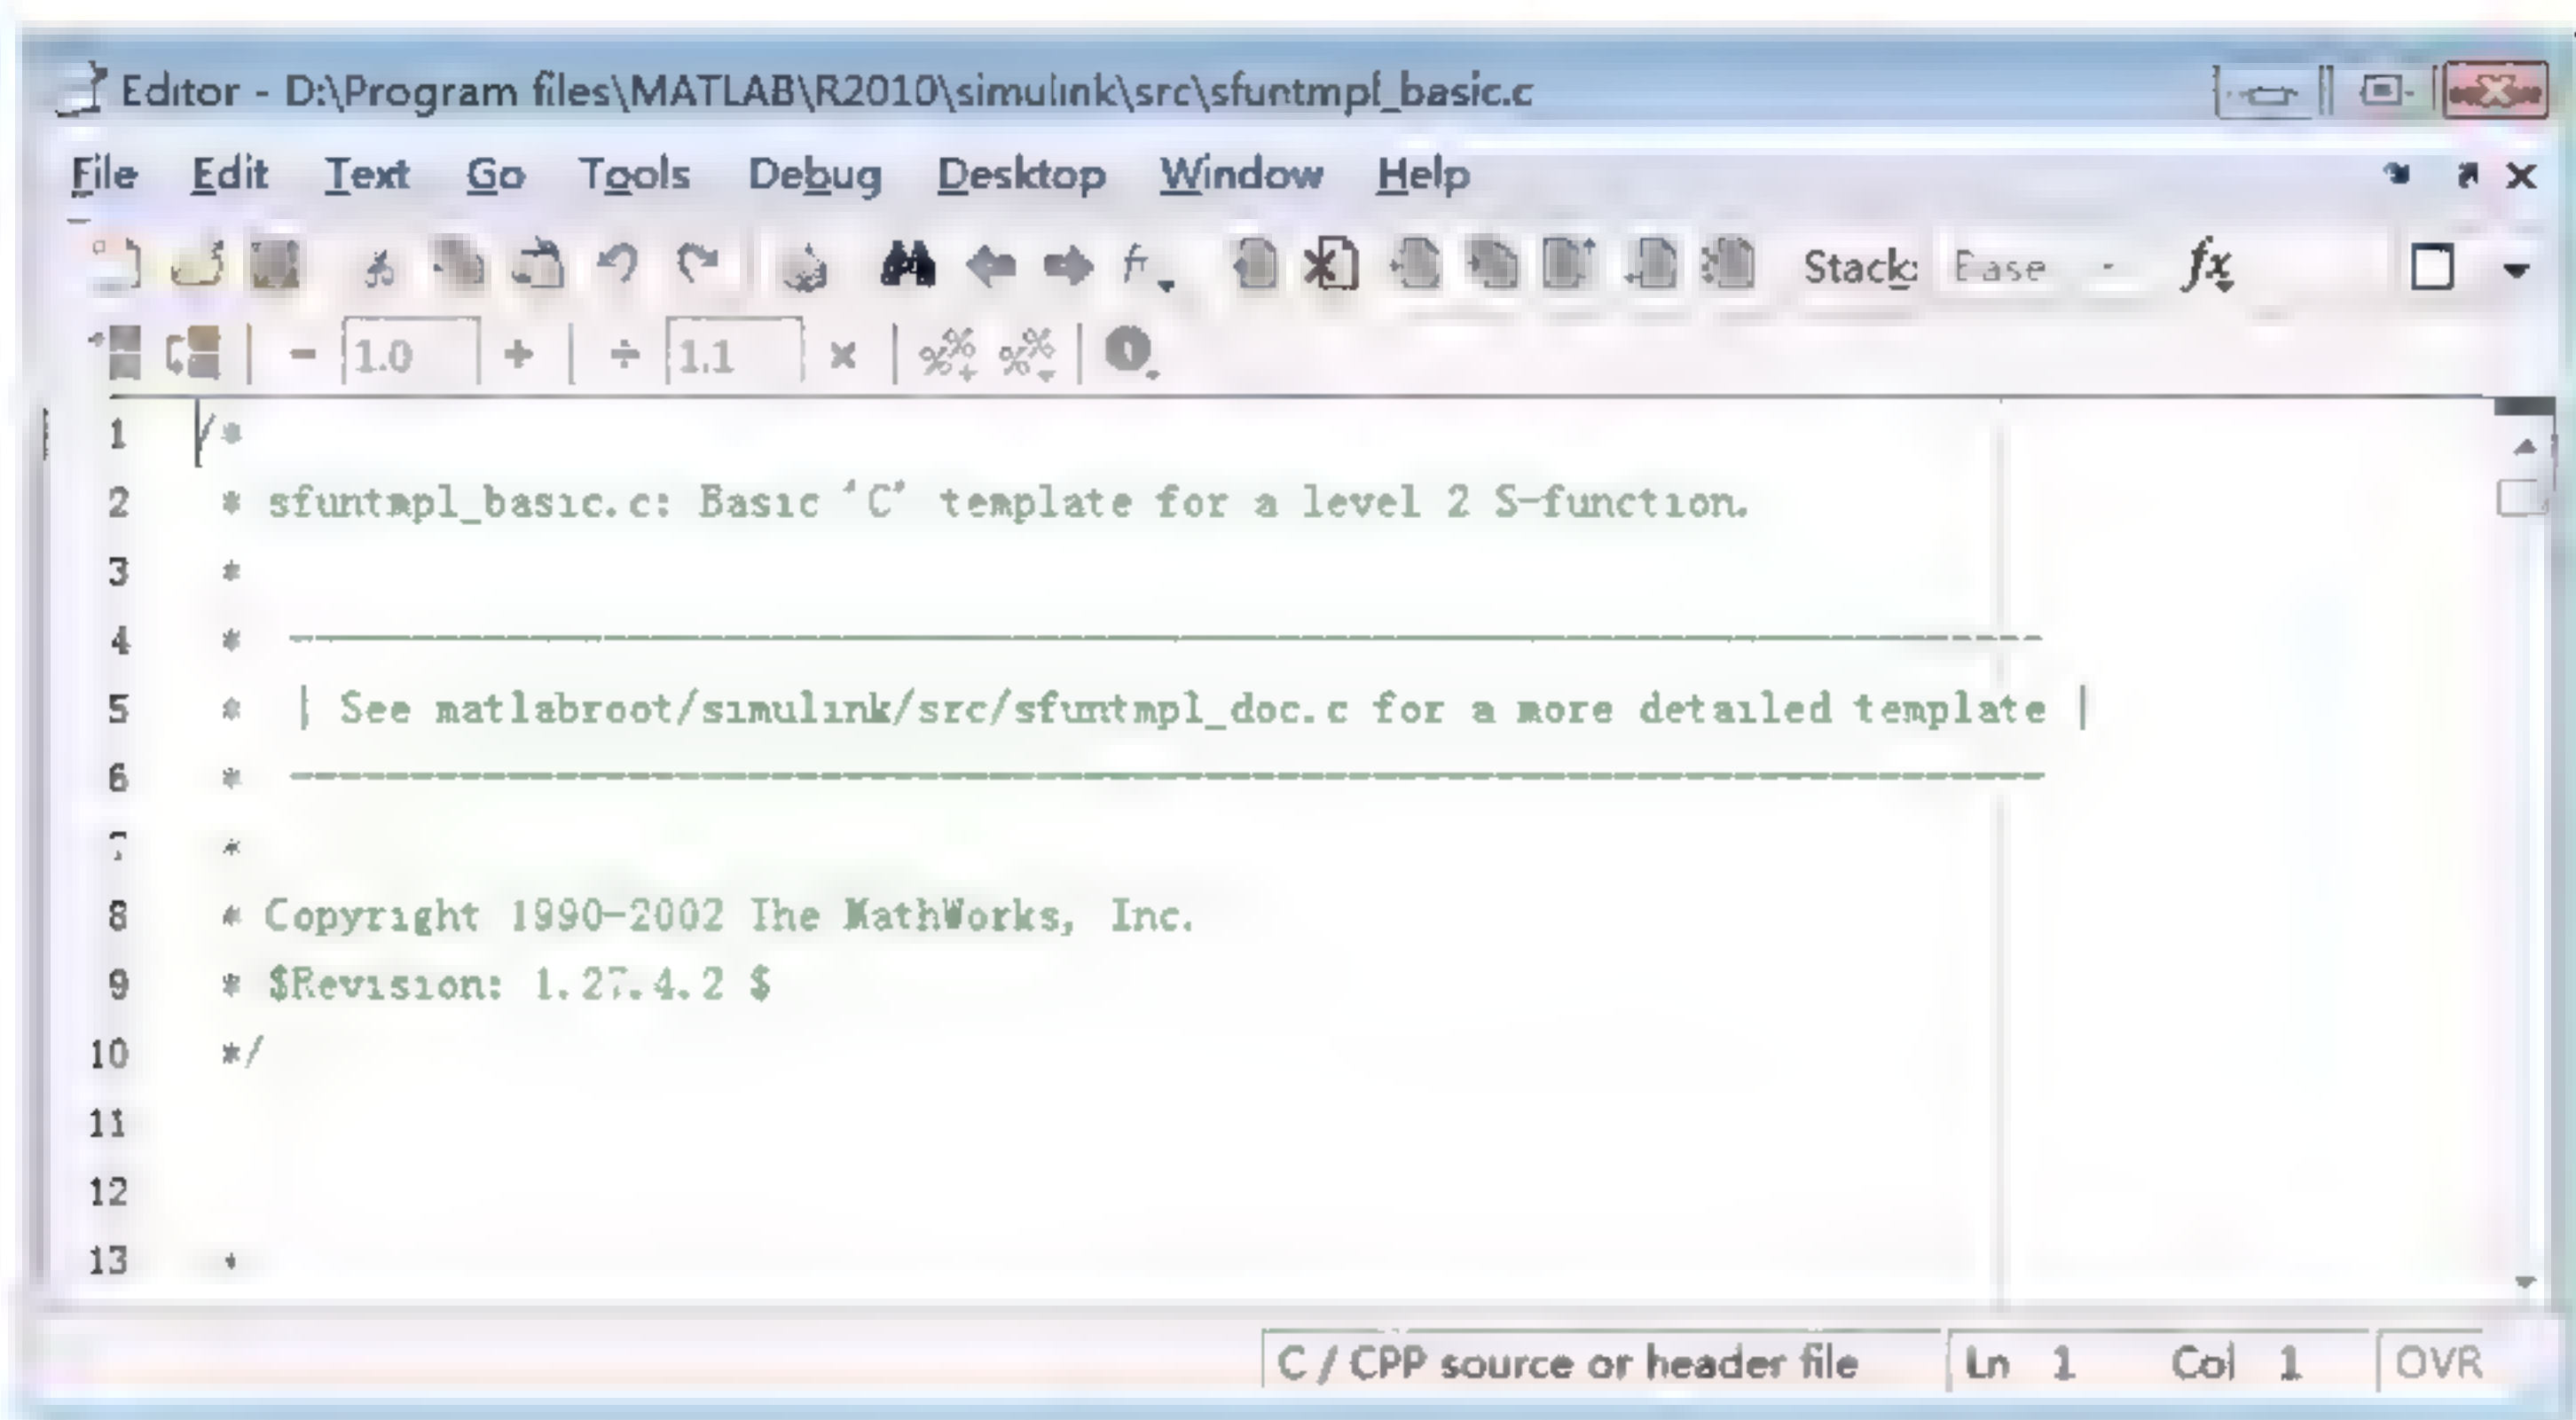 Editor - D:\Program files\MATLAB\R2010\simulink\src\sfuntmpl_basic.c
File Edit Text Go Tools Debug Desktop Window Help
Stack: Base fx
- 1.0 + ÷ 1.1 ×
1 /*
2 * sfuntmpl_basic.c: Basic 'C' template for a level 2 S-function.
3 *
4 * -------------------------------------------------------------------------
5 * | See matlabroot/simulink/src/sfuntmpl_doc.c for a more detailed template |
6 * -------------------------------------------------------------------------
7 *
8 * Copyright 1990-2002 The MathWorks, Inc.
9 * $Revision: 1.27.4.2 $
10 */
11
12
13
C / CPP source or header file Ln 1 Col 1 OVR